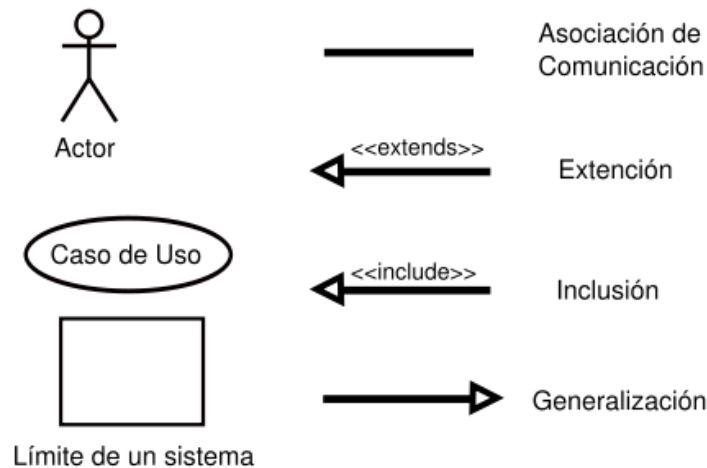 Actor
Caso de Uso
Límite de un sistema
Asociación de
Comunicación
<<extends>>
Extención
<<include>>
Inclusión
Generalización